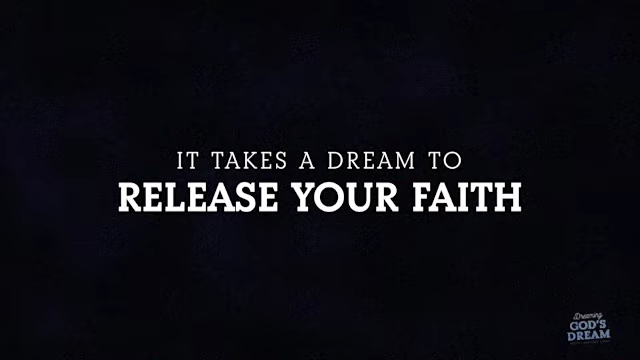 IT TAKES A DREAM TO
RELEASE YOUR FAITH
Dreaming
GOD'S
DREAM